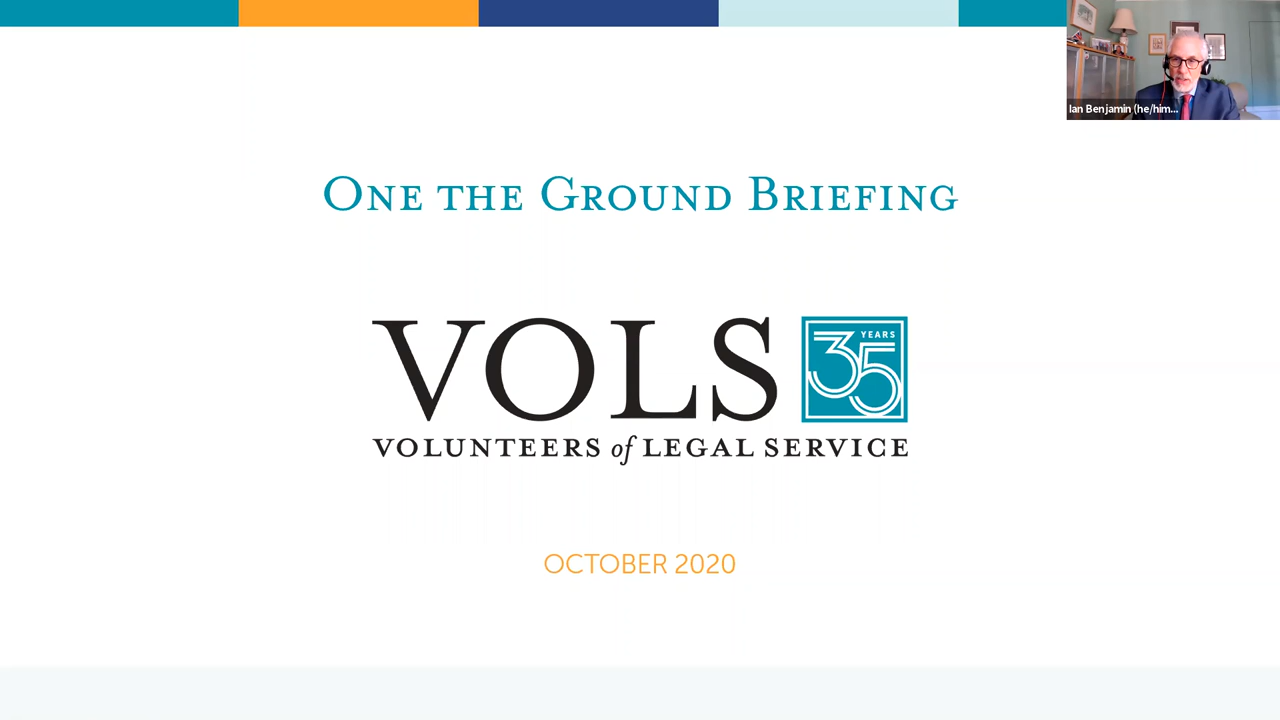 Ian Benjamin (he/him...
One the Ground Briefing
VOLS
YEARS
35
VOLUNTEERS of LEGAL SERVICE
OCTOBER 2020